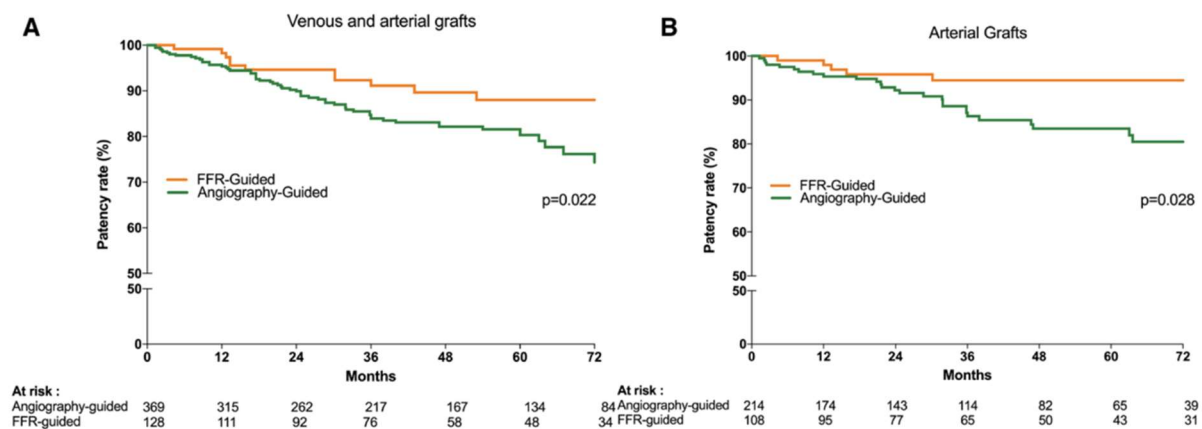 A
Venous and arterial grafts
100
90
80
70
60
50
50
0
Patency rate (%)
FFR-Guided
Angiography-Guided
p=0.022
0 12 24 36 48 60 72
Months
At risk :
Angiography-guided 369 315 262 217 167 134 84
FFR-guided 128 111 92 76 58 48 34
B
Arterial Grafts
100
90
80
70
60
50
50
0
Patency rate (%)
FFR-Guided
Angiography-Guided
p=0.028
0 12 24 36 48 60 72
Months
At risk :
Angiography-guided 214 174 143 114 82 65 39
FFR-guided 108 95 77 65 50 43 31